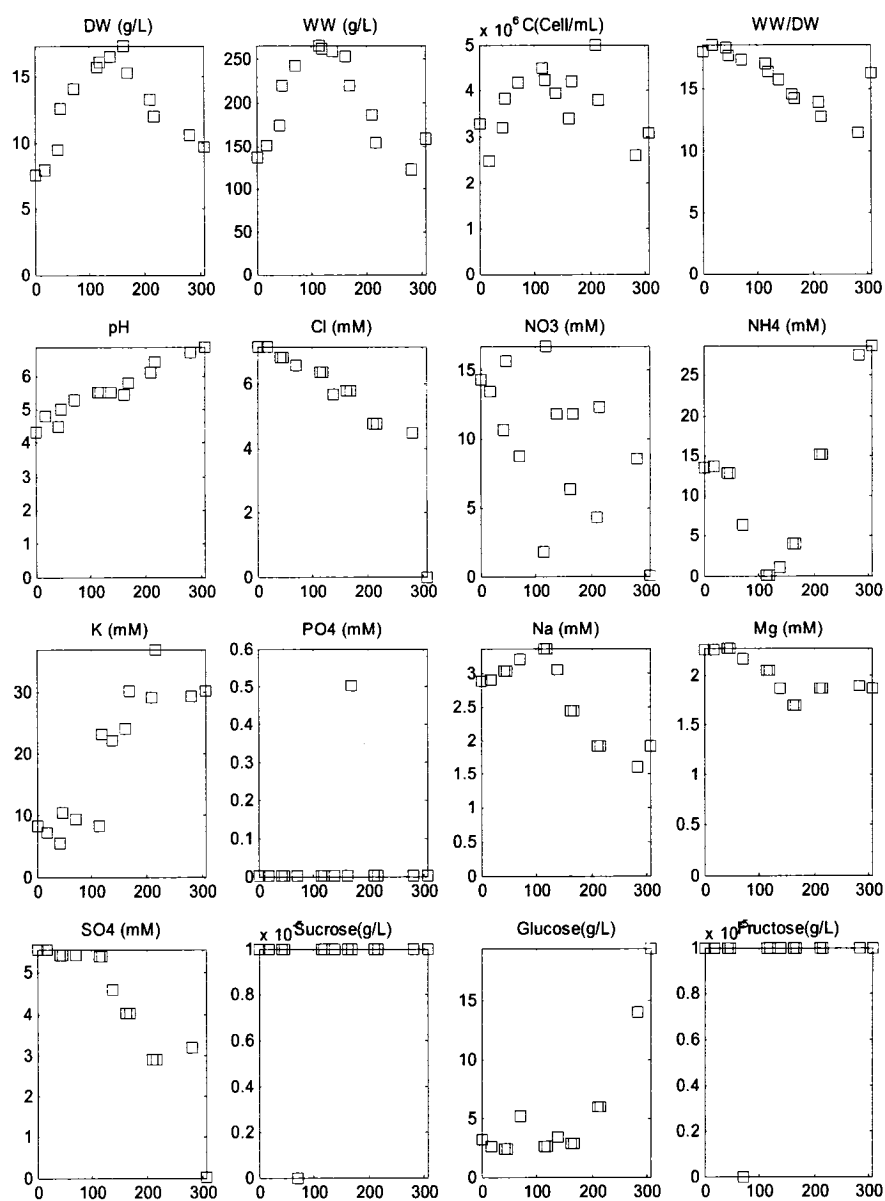 DW (g/L) WW (g/L) x 10^6 C(Cell/mL) WW/DW
15 250 5 15
10 200 4 10
5 150 3 5
0 100 2 0
50 1
0 0
0 100 200 300 0 100 200 300 0 100 200 300 0 100 200 300
pH Cl (mM) NO3 (mM) NH4 (mM)
6 6 15 25
5 4 10 20
4 2 5 15
3 0 0 10
2 5
1 0
0
0 100 200 300 0 100 200 300 0 100 200 300 0 100 200 300
K (mM) PO4 (mM) Na (mM) Mg (mM)
30 0.6 3 2
20 0.5 2.5 1.5
10 0.4 2 1
0 0.3 1.5 0.5
0.2 1 0
0.1 0.5
0 0
0 100 200 300 0 100 200 300 0 100 200 300 0 100 200 300
SO4 (mM) x 10 Sucrose(g/L) Glucose(g/L) x 10 Fructose(g/L)
5 1 15 1
4 0.8 10 0.8
3 0.6 5 0.6
2 0.4 0 0.4
1 0.2 0.2
0 0 0
0 100 200 300 0 100 200 300 0 100 200 300 0 100 200 300